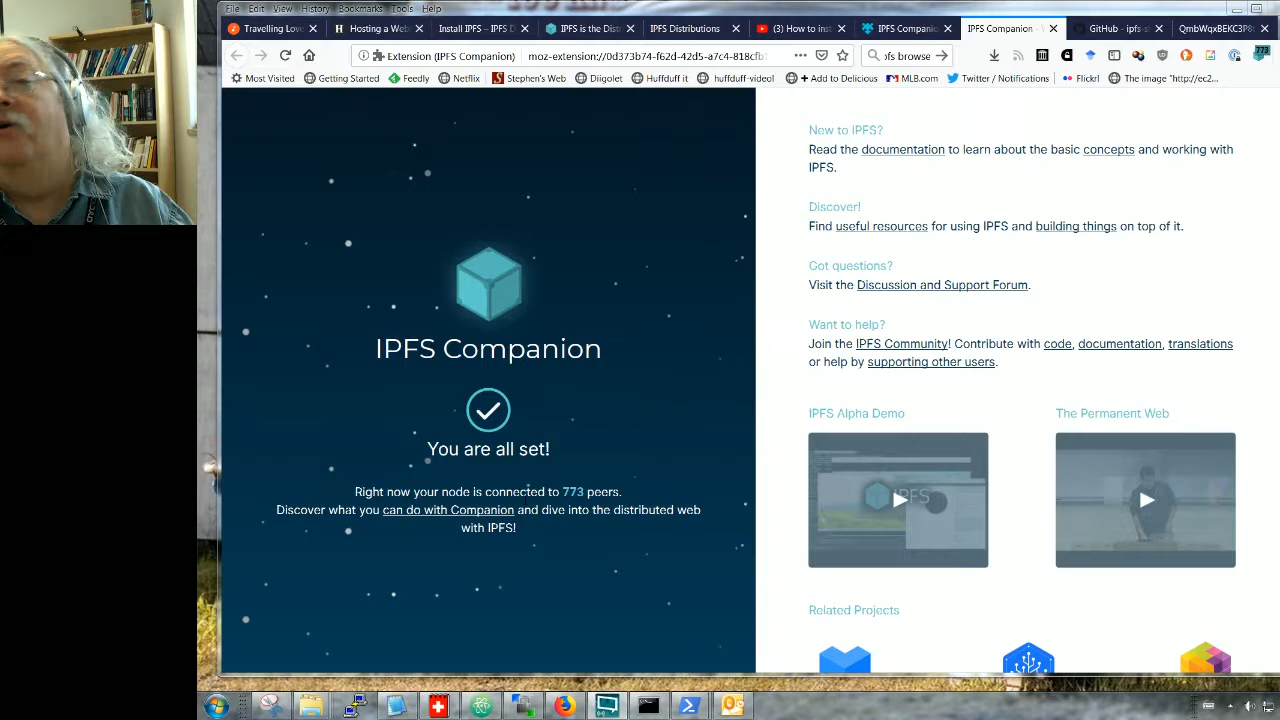 File Edit View History Bookmarks Tools Help
Travelling L
Hosting a Web
Install IPFS – IPFS D
IPFS is the Distr
IPFS Distributions
(3) How to inst
IPFS Companio
IPFS Companion - W
GitHub - ipfs-sl
Extension (IPFS Companion)
moz-extension://0d373b74-f62d-42d5-a7c4-818cfb
ofs browse
773
Most Visited
Getting Started
Feedly
Netflix
Stephen's Web
Diigolet
Huffduff it
huffduff-video!
+ Add to Delicious
MLB.com
Twitter / Notifications
Flickr!
The image "http://ec2
IPFS Companion
You are all set!
Right now your node is connected to 773 peers.
Discover what you can do with Companion and dive into the distributed web
with IPFS!
New to IPFS?
Read the documentation to learn about the basic concepts and working with
IPFS.
Discover!
Find useful resources for using IPFS and building things on top of it.
Got questions?
Visit the Discussion and Support Forum.
Want to help?
Join the IPFS Community! Contribute with code, documentation, translations
or help by supporting other users.
IPFS Alpha Demo
The Permanent Web
IPFS
Related Projects